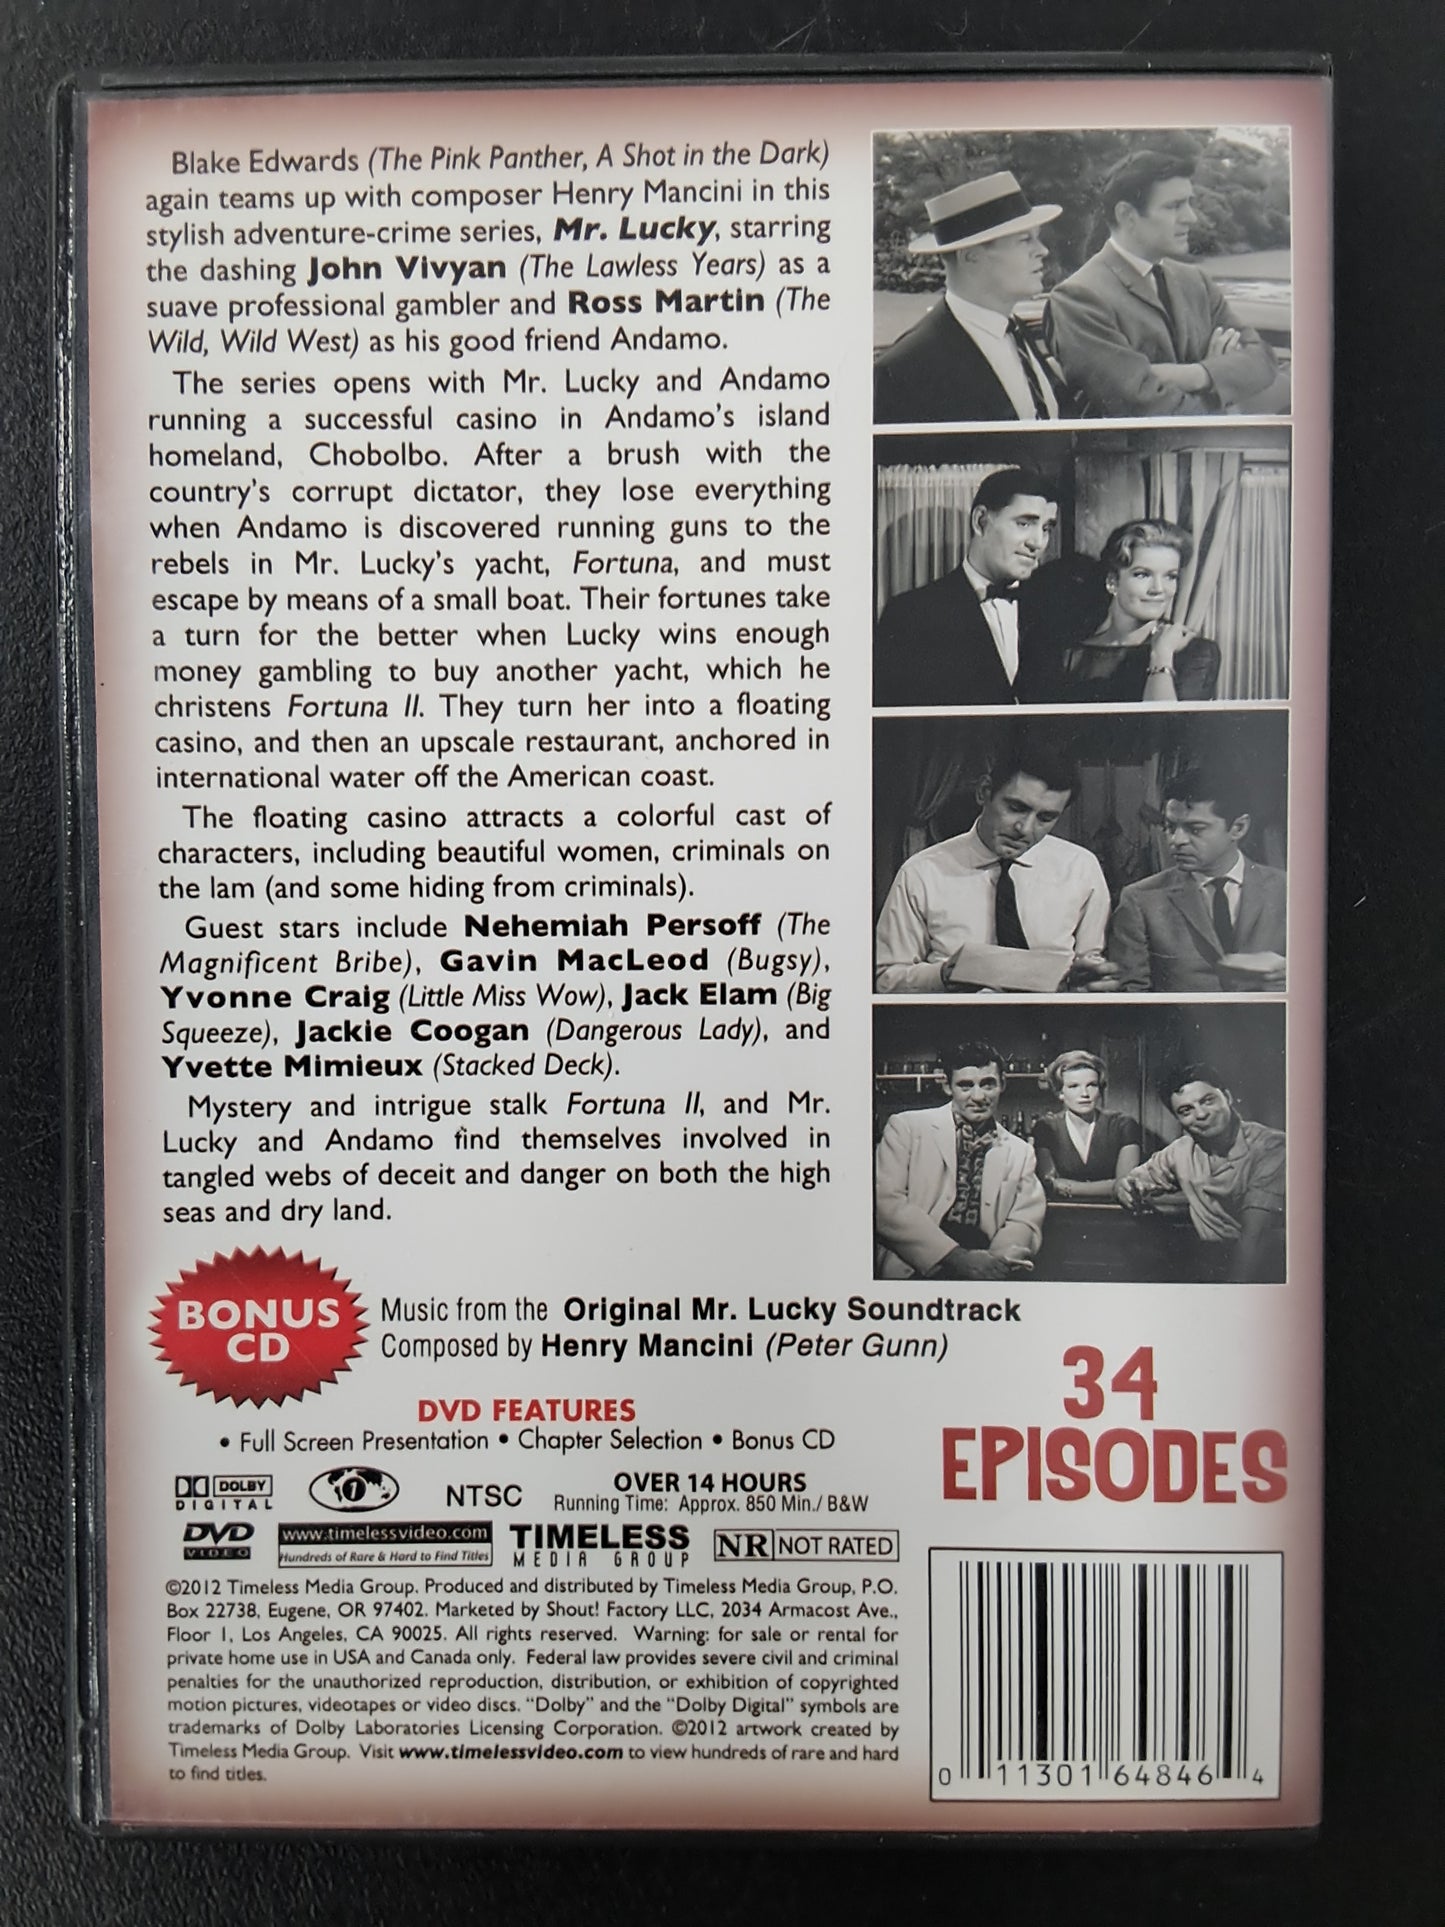 Blake Edwards (The Pink Panther, A Shot in the Dark)
again teams up with composer Henry Mancini in this
stylish adventure-crime series, Mr. Lucky, starring
the dashing John Vivyan (The Lawless Years) as a
suave professional gambler and Ross Martin (The
Wild, Wild West) as his good friend Andamo.
The series opens with Mr. Lucky and Andamo
running a successful casino in Andamo's island
homeland, Chobolbo. After a brush with the
country's corrupt dictator, they lose everything
when Andamo is discovered running guns to the
rebels in Mr. Lucky's yacht, Fortuna, and must
escape by means of a small boat. Their fortunes take
a turn for the better when Lucky wins enough
money gambling to buy another yacht, which he
christens Fortuna II. They turn her into a floating
casino, and then an upscale restaurant, anchored in
international water off the American coast.
The floating casino attracts a colorful cast of
characters, including beautiful women, criminals on
the lam (and some hiding from criminals).
Guest stars include Nehemiah Persoff (The
Magnificent Bribe), Gavin MacLeod (Bugsy),
Yvonne Craig (Little Miss Wow), Jack Elam (Big
Squeeze), Jackie Coogan (Dangerous Lady), and
Yvette Mimieux (Stacked Deck).
Mystery and intrigue stalk Fortuna II, and Mr.
Lucky and Andamo find themselves involved in
tangled webs of deceit and danger on both the high
seas and dry land.
BONUS
CD
Music from the Original Mr. Lucky Soundtrack
Composed by Henry Mancini (Peter Gunn)
34
EPISODES
DVD FEATURES
• Full Screen Presentation • Chapter Selection • Bonus CD
DOLBY
DIGITAL
1
NTSC
OVER 14 HOURS
Running Time: Approx. 850 Min./ B&W
DVD
VIDEO
www.timelessvideo.com
Hundreds of Rare & Hard to Find Titles
TIMELESS
MEDIA GROUP
NR NOT RATED
©2012 Timeless Media Group. Produced and distributed by Timeless Media Group, P.O.
Box 22738, Eugene, OR 97402. Marketed by Shout! Factory LLC, 2034 Armacost Ave.,
Floor 1, Los Angeles, CA 90025. All rights reserved. Warning: for sale or rental for
private home use in USA and Canada only. Federal law provides severe civil and criminal
penalties for the unauthorized reproduction, distribution, or exhibition of copyrighted
motion pictures, videotapes or video discs. "Dolby" and the "Dolby Digital" symbols are
trademarks of Dolby Laboratories Licensing Corporation. ©2012 artwork created by
Timeless Media Group. Visit www.timelessvideo.com to view hundreds of rare and hard
to find titles.
0 11301 64846 4